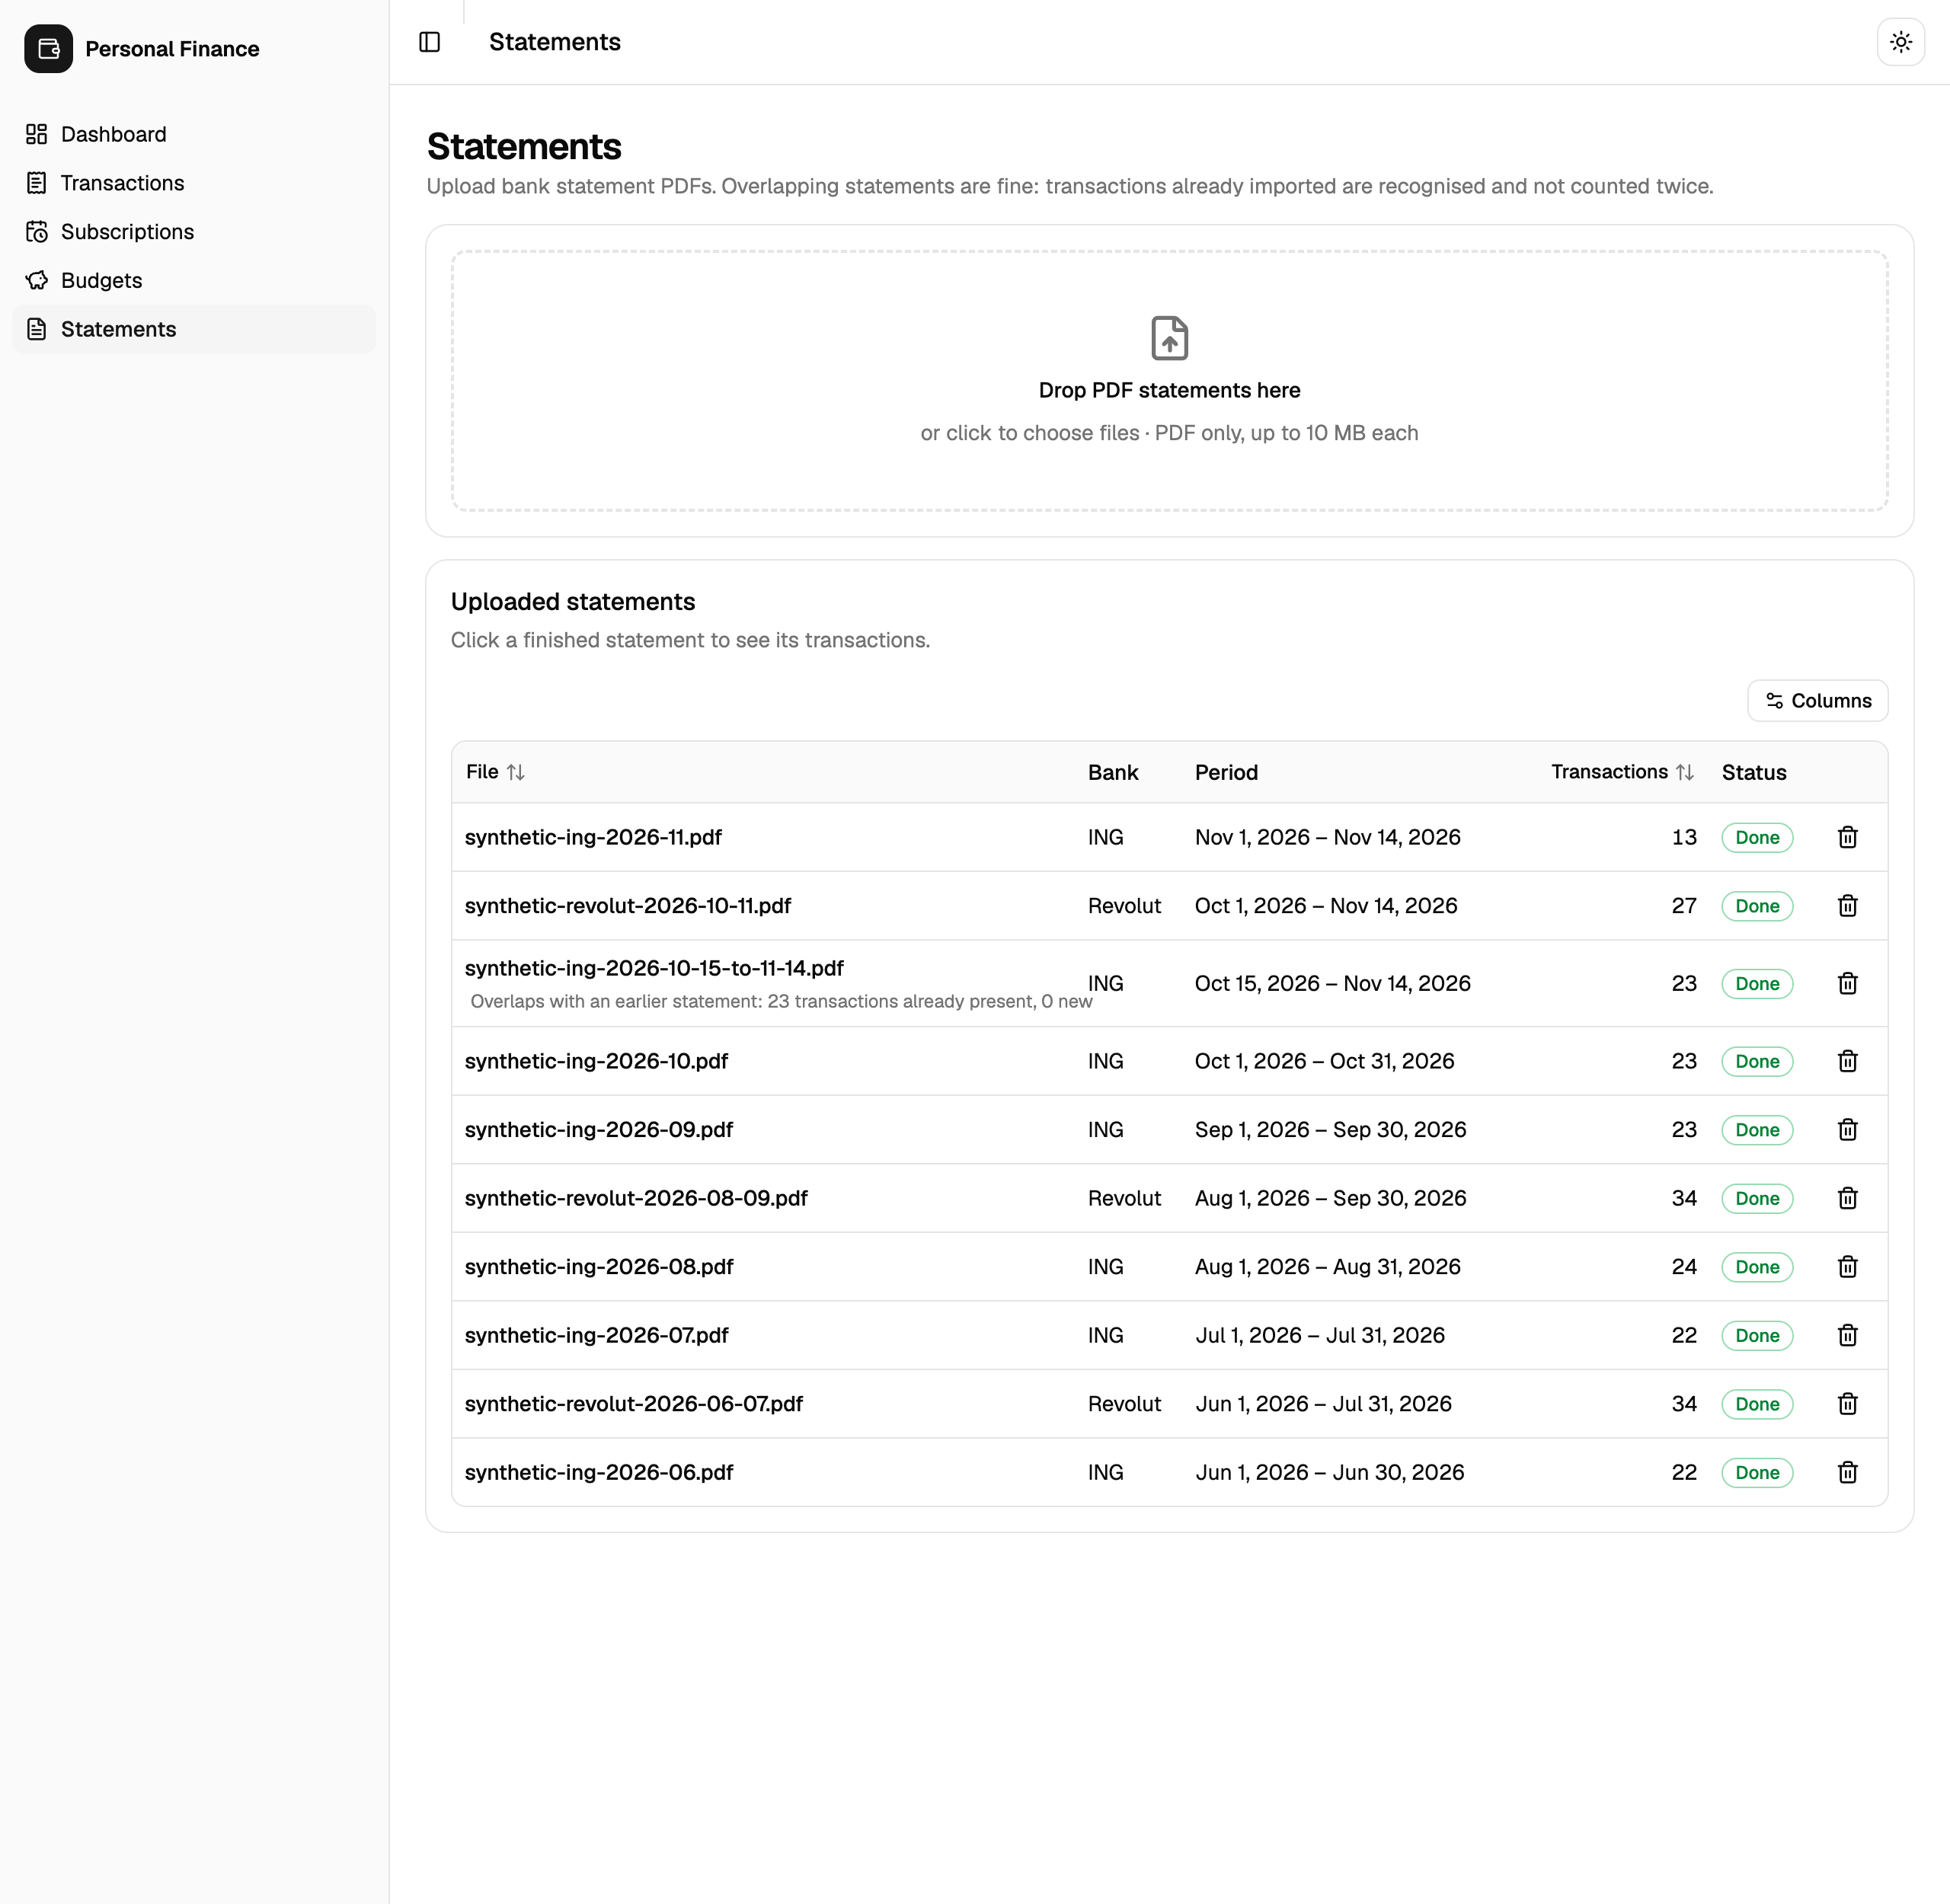 Personal Finance
Dashboard
Transactions
Subscriptions
Budgets
Statements
Statements
Statements
Upload bank statement PDFs. Overlapping statements are fine: transactions already imported are recognised and not counted twice.
Drop PDF statements here
or click to choose files · PDF only, up to 10 MB each
Uploaded statements
Click a finished statement to see its transactions.
Columns
File Bank Period Transactions Status
synthetic-ing-2026-11.pdf ING Nov 1, 2026 – Nov 14, 2026 13 Done
synthetic-revolut-2026-10-11.pdf Revolut Oct 1, 2026 – Nov 14, 2026 27 Done
synthetic-ing-2026-10-15-to-11-14.pdf ING Oct 15, 2026 – Nov 14, 2026 23 Done
Overlaps with an earlier statement: 23 transactions already present, 0 new
synthetic-ing-2026-10.pdf ING Oct 1, 2026 – Oct 31, 2026 23 Done
synthetic-ing-2026-09.pdf ING Sep 1, 2026 – Sep 30, 2026 23 Done
synthetic-revolut-2026-08-09.pdf Revolut Aug 1, 2026 – Sep 30, 2026 34 Done
synthetic-ing-2026-08.pdf ING Aug 1, 2026 – Aug 31, 2026 24 Done
synthetic-ing-2026-07.pdf ING Jul 1, 2026 – Jul 31, 2026 22 Done
synthetic-revolut-2026-06-07.pdf Revolut Jun 1, 2026 – Jul 31, 2026 34 Done
synthetic-ing-2026-06.pdf ING Jun 1, 2026 – Jun 30, 2026 22 Done